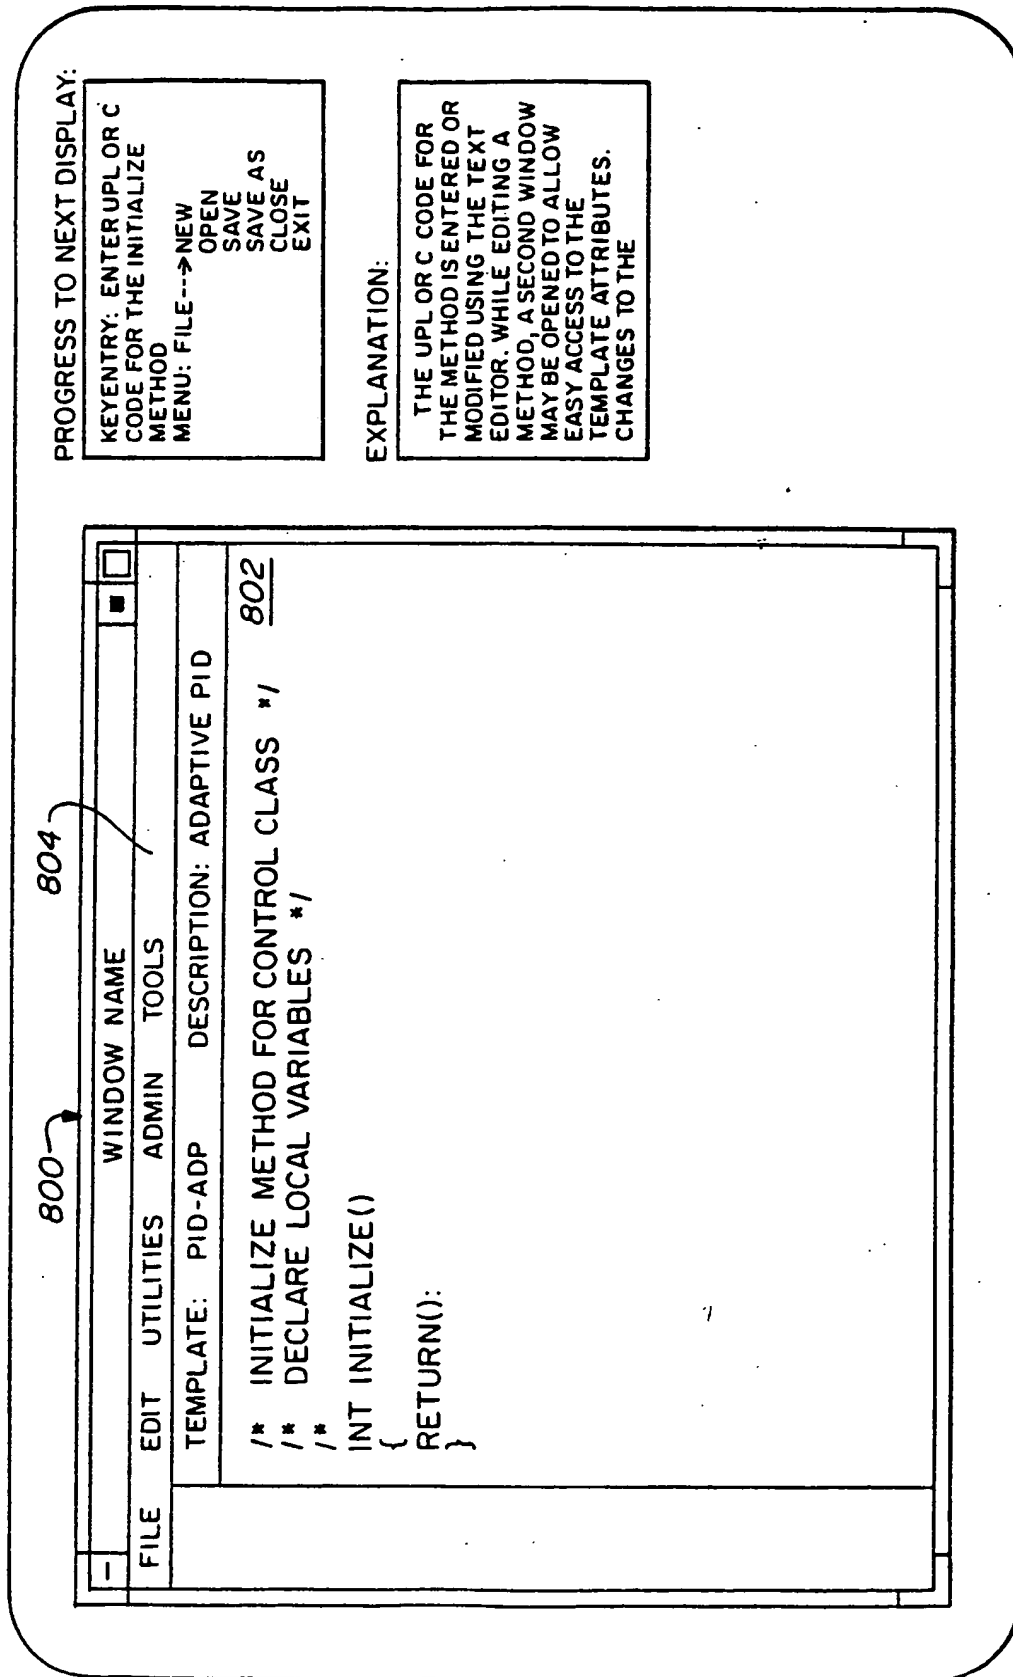 800
804
WINDOW NAME
FILE EDIT UTILITIES ADMIN TOOLS
TEMPLATE: PID-ADP DESCRIPTION: ADAPTIVE PID
802
/* INITIALIZE METHOD FOR CONTROL CLASS */
/* DECLARE LOCAL VARIABLES */
/*
INT INITIALIZE()
{
RETURN():
}
PROGRESS TO NEXT DISPLAY:
KEYENTRY: ENTER UPL OR C
CODE FOR THE INITIALIZE
METHOD
MENU: FILE--->NEW
OPEN
SAVE
SAVE AS
CLOSE
EXIT
EXPLANATION:
THE UPL OR C CODE FOR
THE METHOD IS ENTERED OR
MODIFIED USING THE TEXT
EDITOR. WHILE EDITING A
METHOD, A SECOND WINDOW
MAY BE OPENED TO ALLOW
EASY ACCESS TO THE
TEMPLATE ATTRIBUTES.
CHANGES TO THE